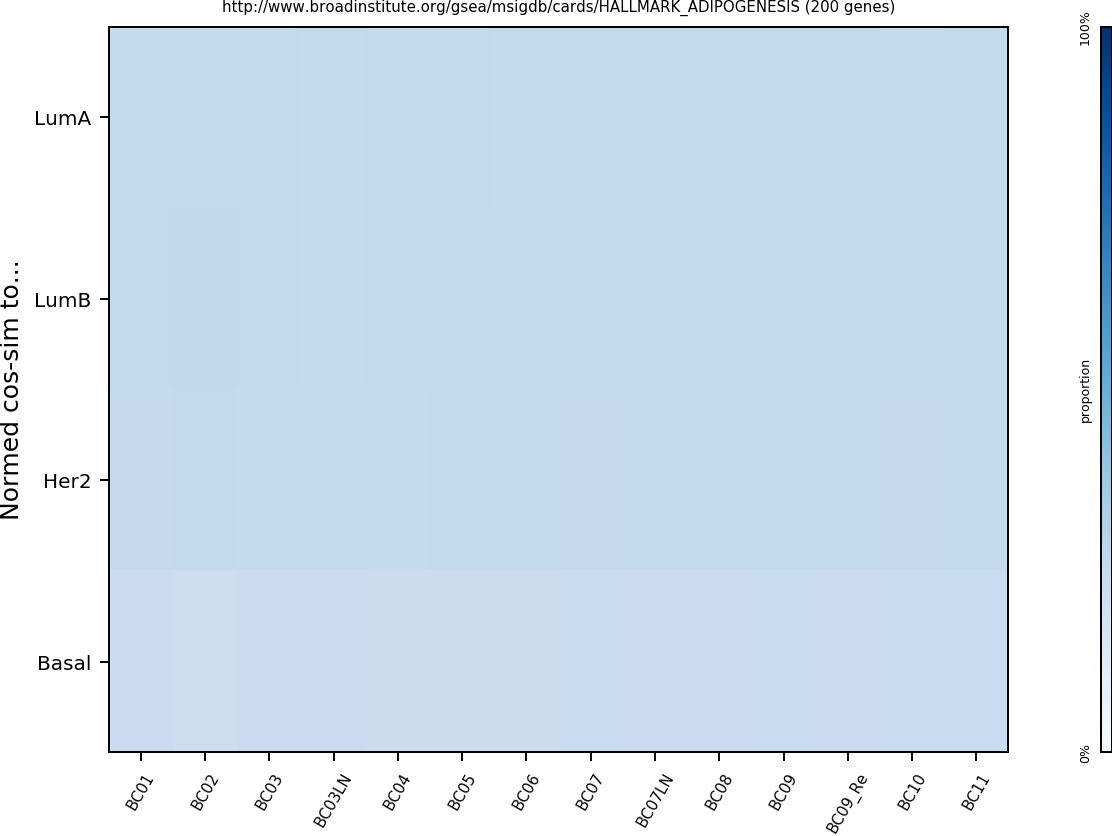 http://www.broadinstitute.org/gsea/msigdb/cards/HALLMARK_ADIPOGENESIS (200 genes)
Normed cos-sim to...
LumA
LumB
Her2
Basal
BC01
BC02
BC03
BC03LN
BC04
BC05
BC06
BC07
BC07LN
BC08
BC09
BC09_Re
BC10
BC11
100%
proportion
0%